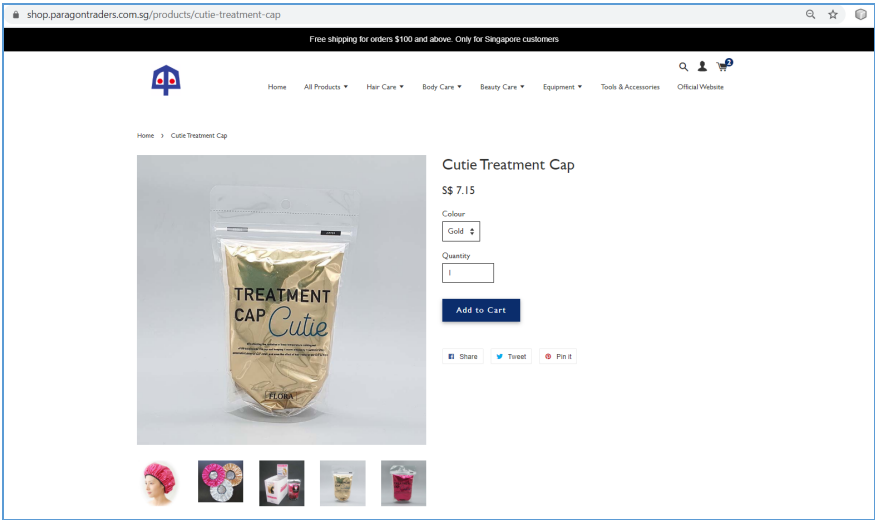 shop.paragontraders.com.sg/products/cutie-treatment-cap
Free shipping for orders $100 and above. Only for Singapore customers
2
Home All Products Hair Care Body Care Beauty Care Equipment Tools & Accessories Official Website
Home › Cutie Treatment Cap
Cutie Treatment Cap
S$ 7.15
Colour
Gold
Quantity
1
Add to Cart
Share Tweet Pin it
TREATMENT
CAP Cutie
FLORA